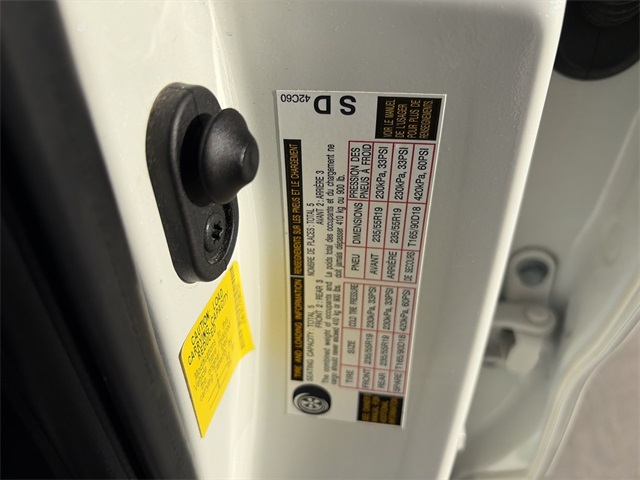 TIRE AND LOADING INFORMATION
SEATING CAPACITY TOTAL 5 FRONT 2 REAR 3
The combined weight of occupants and cargo should never exceed 410 kg or 900 lbs.
TIRE SIZE COLD TIRE PRESSURE
FRONT 235/55R19 230kPa, 33PSI
REAR 235/55R19 230kPa, 33PSI
SPARE T165/90D18 420kPa, 60PSI
RENSEIGNEMENTS SUR LES PNEUS ET LE CHARGEMENT
NOMBRE DE PLACES : TOTAL 5 AVANT 2 ARRIÈRE 3
Le poids total des occupants et du chargement ne
doit jamais dépasser 410 kg ou 900 lb.
PNEU DIMENSIONS PRESSION DES PNEUS À FROID
AVANT 235/55R19 230kPa, 33PSI
ARRIÈRE 235/55R19 230kPa, 33PSI
DE SECOURS T165/90D18 420kPa, 60PSI
VOIR LE MANUEL
DE L'USAGER
POUR PLUS DE
RENSEIGNEMENTS.
S D
42C60
CAUTION: LOAD
CARRYING CAPACITY
REDUCED